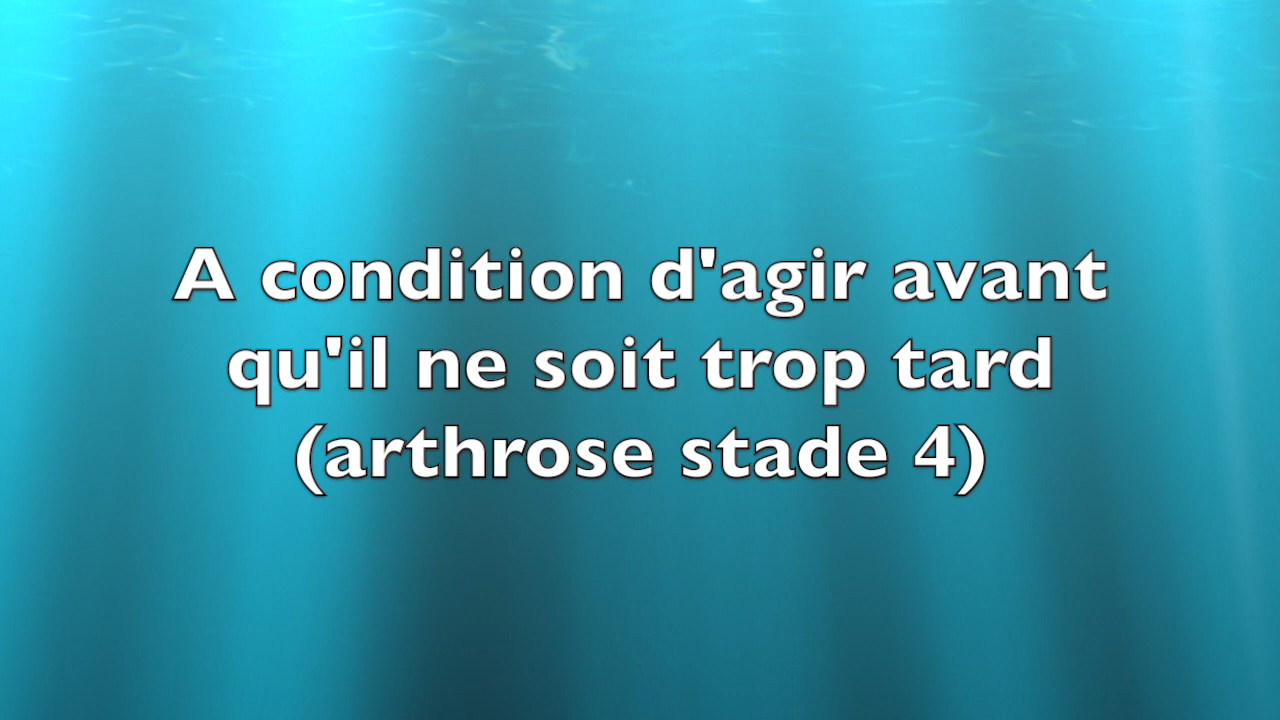 A condition d'agir avant
qu'il ne soit trop tard
(arthrose stade 4)